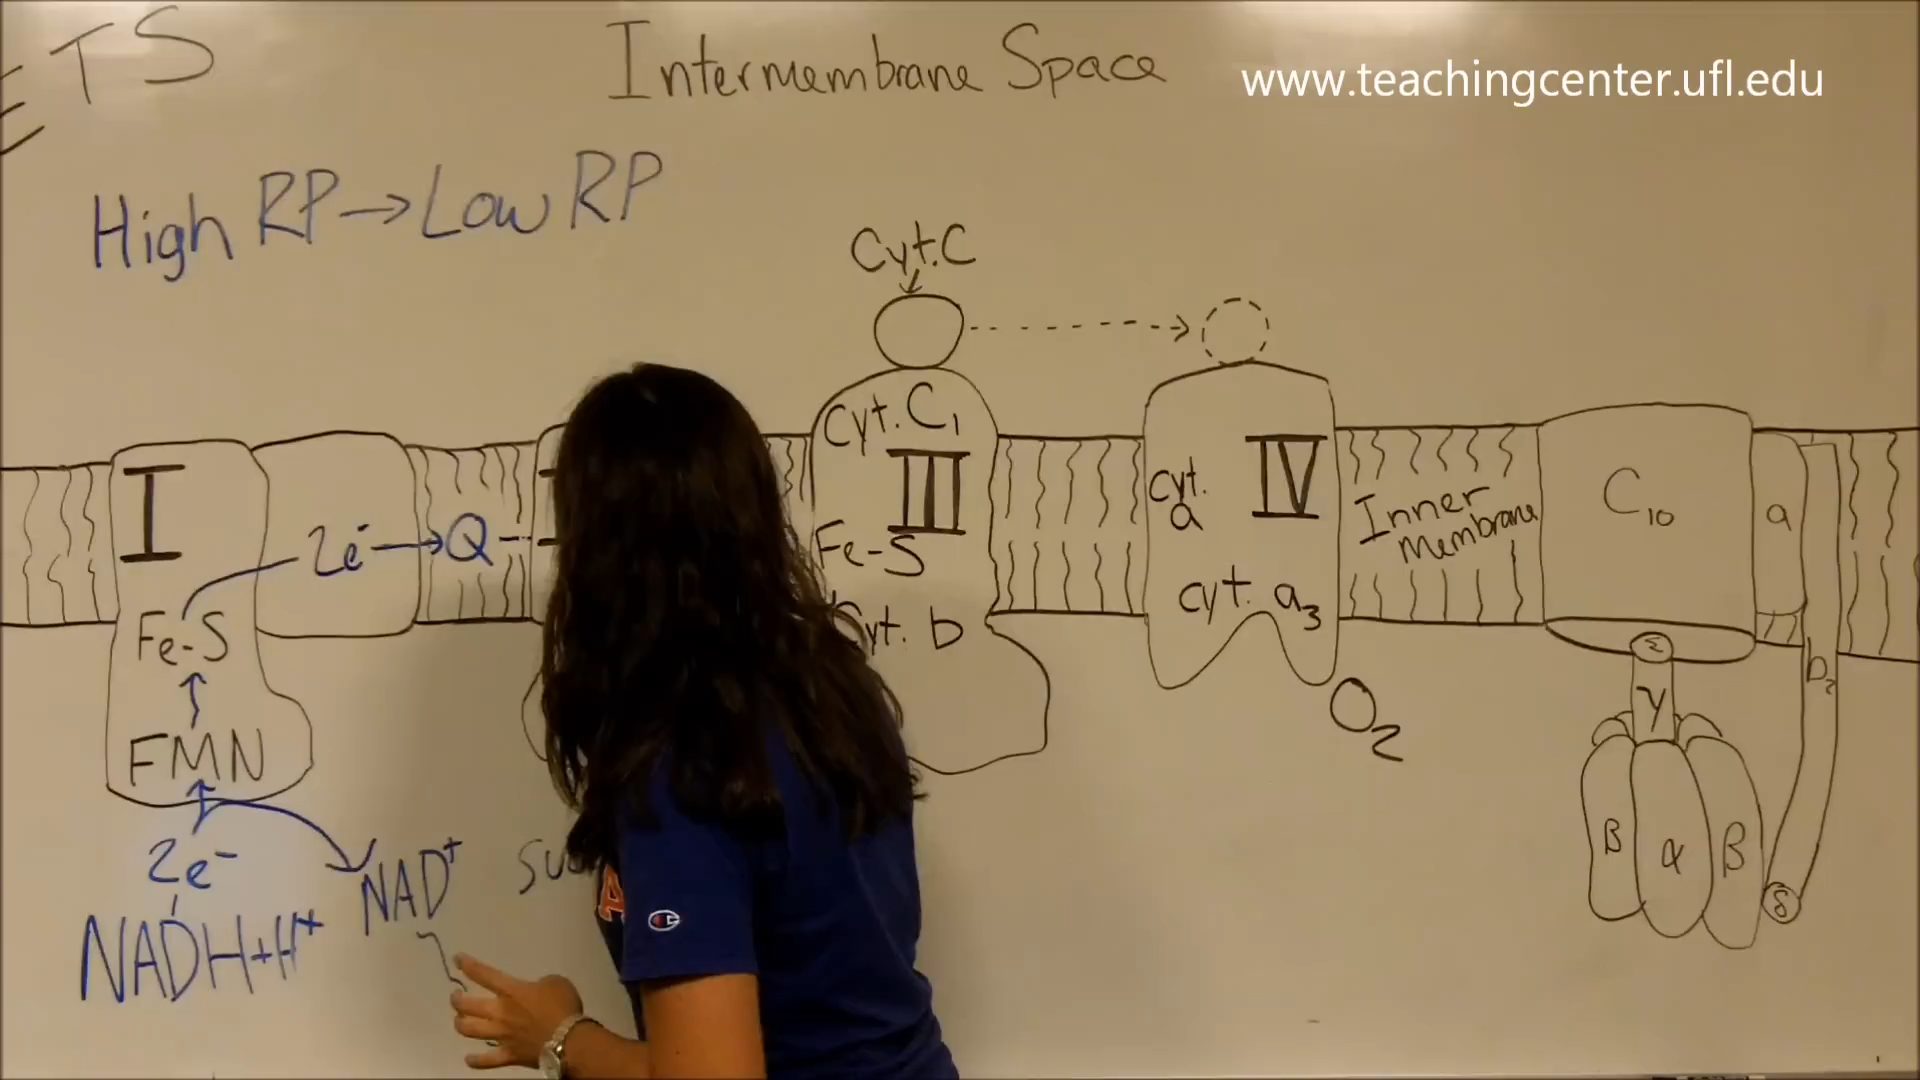 ETS
Intermembrane Space
www.teachingcenter.ufl.edu
High RP → Low RP
Cyt. C
Cyt. C₁
I
III
IV
cyt. a
Inner membrane
C₁₀
a
2e⁻ → Q
Fe-S
Fe-S
cyt. a₃
Cyt. b
b₂
ε
γ
O₂
FMN
2e⁻
NAD⁺
β
α
β
δ
NADH+H⁺